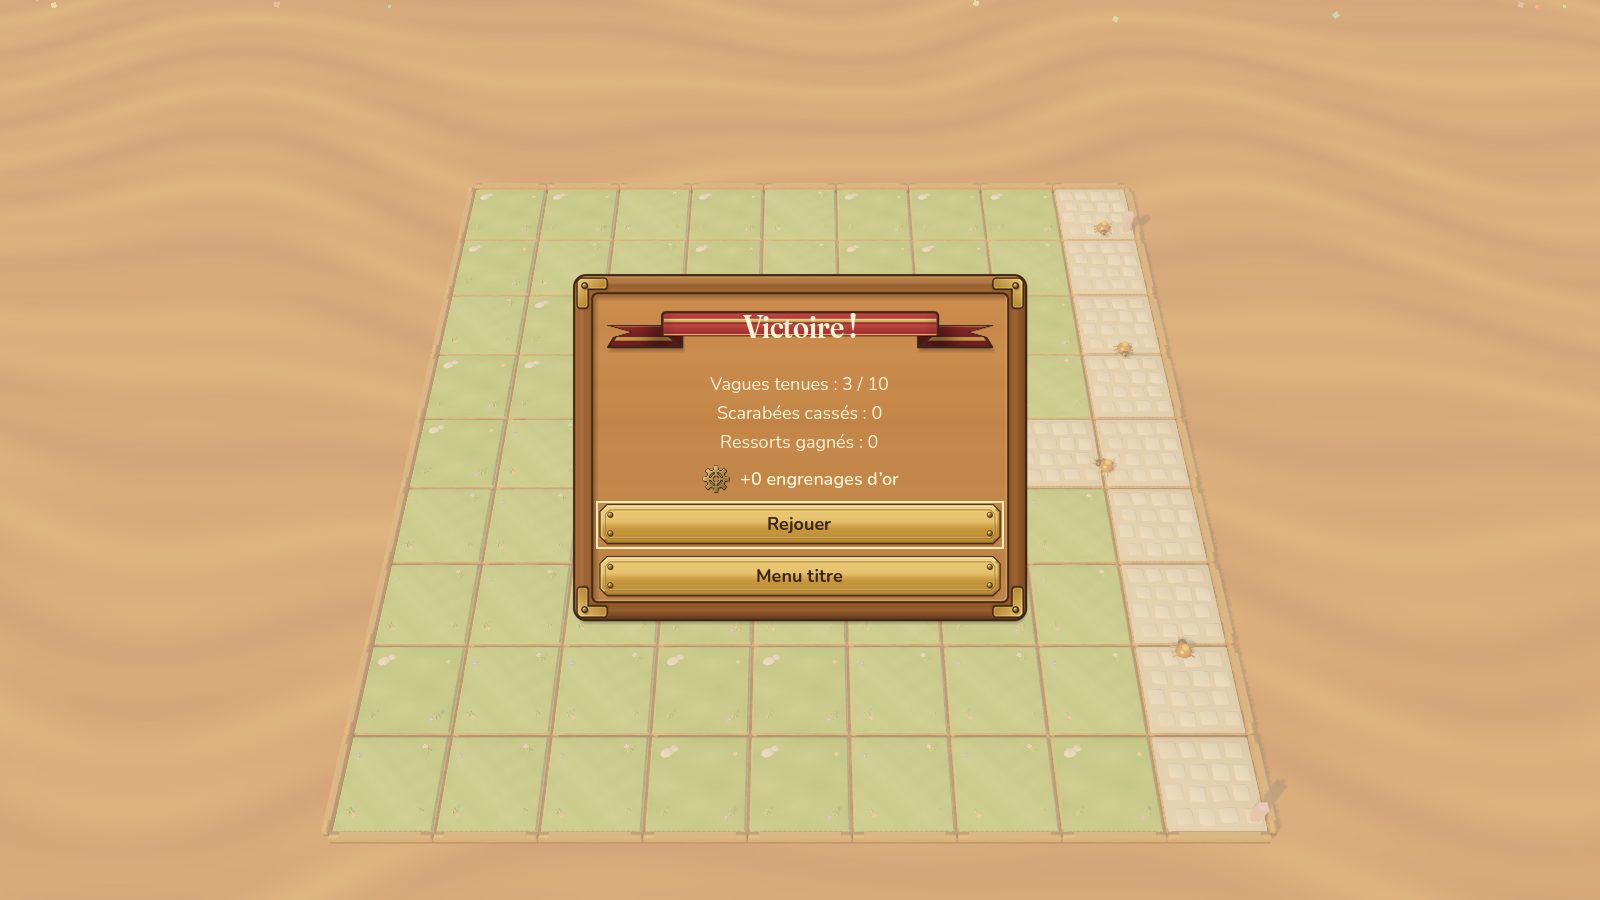 Victoire !
Vagues tenues : 3 / 10
Scarabées cassés : 0
Ressorts gagnés : 0
+0 engrenages d’or
Rejouer
Menu titre